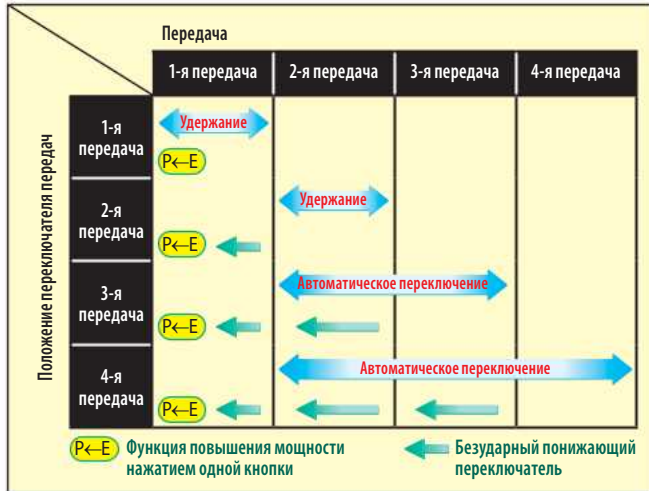 Передача
1-я передача 2-я передача 3-я передача 4-я передача
Положение переключателя передач
1-я
передача
Удержание
P←E
2-я
передача
Удержание
P←E
3-я
передача
Автоматическое переключение
P←E
4-я
передача
Автоматическое переключение
P←E
P←E Функция повышения мощности
нажатием одной кнопки
Безударный понижающий
переключатель